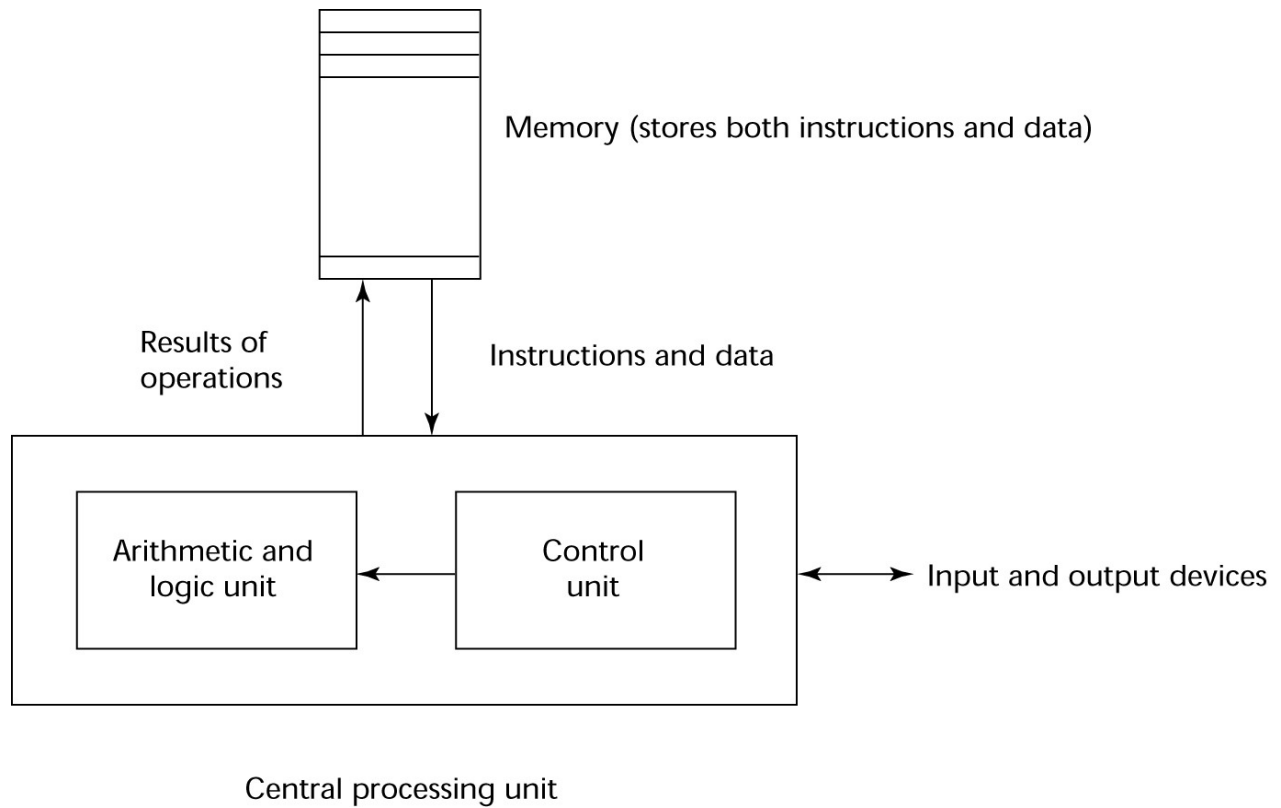 Memory (stores both instructions and data)
Results of
operations
Instructions and data
Arithmetic and
logic unit
Control
unit
Input and output devices
Central processing unit